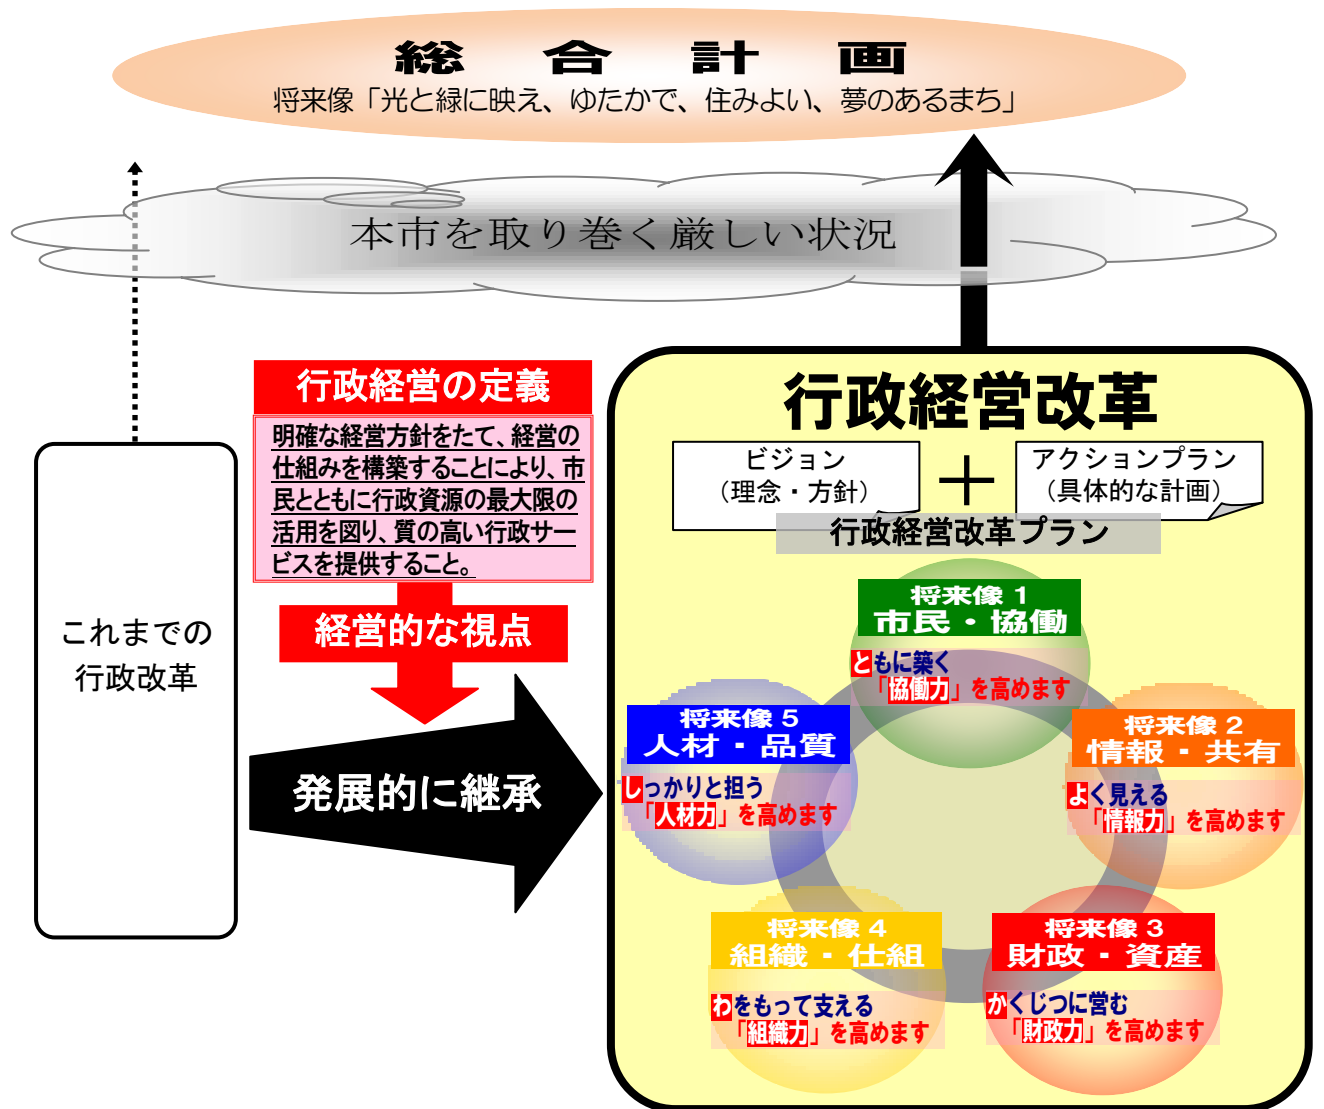 総合計画
将来像「光と緑に映え、ゆたかで、住みよい、夢のあるまち」
本市を取り巻く厳しい状況
行政経営の定義
明確な経営方針をたて、経営の
仕組みを構築することにより、市
民とともに行政資源の最大限の
活用を図り、質の高い行政サー
ビスを提供すること。
経営的な視点
これまでの
行政改革
発展的に継承
行政経営改革
ビジョン
（理念・方針）
＋
アクションプラン
（具体的な計画）
行政経営改革プラン
将来像１
市民・協働
ともに築く
「協働力」を高めます
将来像２
情報・共有
よく見える
「情報力」を高めます
将来像３
財政・資産
かくじつに営む
「財政力」を高めます
将来像４
組織・仕組
わをもって支える
「組織力」を高めます
将来像５
人材・品質
しっかりと担う
「人材力」を高めます